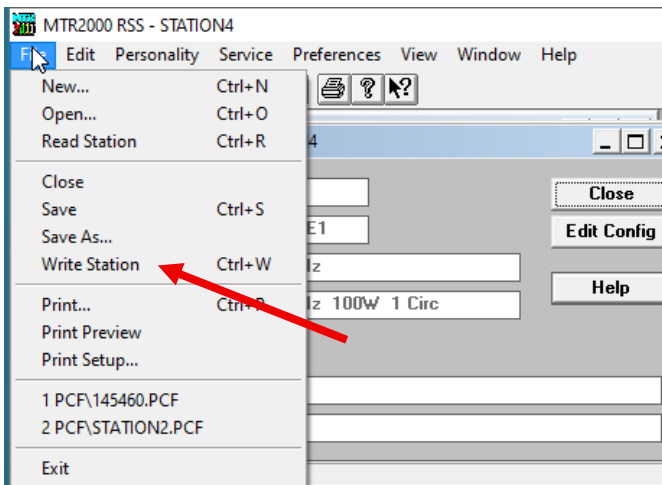 MTR2000 RSS - STATION4
File Edit Personality Service Preferences View Window Help
New... Ctrl+N
Open... Ctrl+O
Read Station Ctrl+R
4
Close
Save Ctrl+S
Save As...
Write Station Ctrl+W
Print... Ctrl+P
Print Preview
Print Setup...
1 PCF\145460.PCF
2 PCF\STATION2.PCF
Exit
E1
Iz
Iz 100W 1 Circ
Close
Edit Config
Help